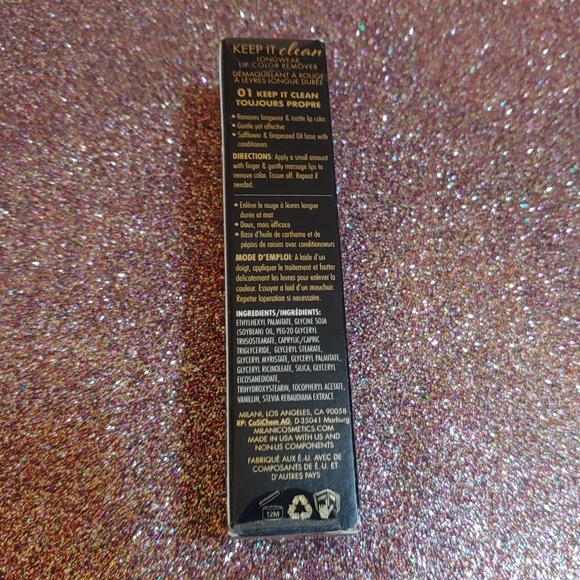 KEEP IT clean
LONGWEAR
LIP COLOR REMOVER
DÉMAQUILLANT À ROUGE
À LÈVRES LONGUE DURÉE
01 KEEP IT CLEAN
TOUJOURS PROPRE
• Removes longwear & matte lip color
• Gentle yet effective
• Safflower & Grapeseed Oil base with
conditioners
DIRECTIONS: Apply a small amount
with finger & gently massage lips to
remove color. Tissue off. Repeat if
needed.
• Enlève le rouge à lèvres longue
durée et mat
• Doux, mais efficace
• Base d'huile de carthame et de
pépins de raisins avec conditionneurs
MODE D'EMPLOI: A laide d'un
doigt, appliquer le traitement et frotter
delicatement les levres pour enlever la
couleur. Essuyer a laid d'un mouchoir.
Repeter loperation si necessaire.
INGREDIENTS/INGRÉDIENTS:
ETHYLHEXYL PALMITATE, GLYCINE SOJA
(SOYBEAN) OIL, PEG-20 GLYCERYL
TRIISOSTEARATE, CAPRYLIC/CAPRIC
TRIGLYCERIDE, GLYCERYL STEARATE,
GLYCERYL MYRISTATE, GLYCERYL PALMITATE,
GLYCERYL RICINOLEATE, SILICA, GLYCERYL
EICOSANEDIOATE,
TRIHYDROXYSTEARIN, TOCOPHERYL ACETATE,
VANILLIN, STEVIA REBAUDIANA EXTRACT
MILANI, LOS ANGELES, CA 90058
RP: CoSiChem AG, D-35041 Marburg
MILANICOSMETICS.COM
MADE IN USA WITH US AND
NON-US COMPONENTS
FABRIQUÉ AUX É.-U. AVEC DE
COMPOSANTS DE É.-U. ET
D'AUTRES PAYS
12M